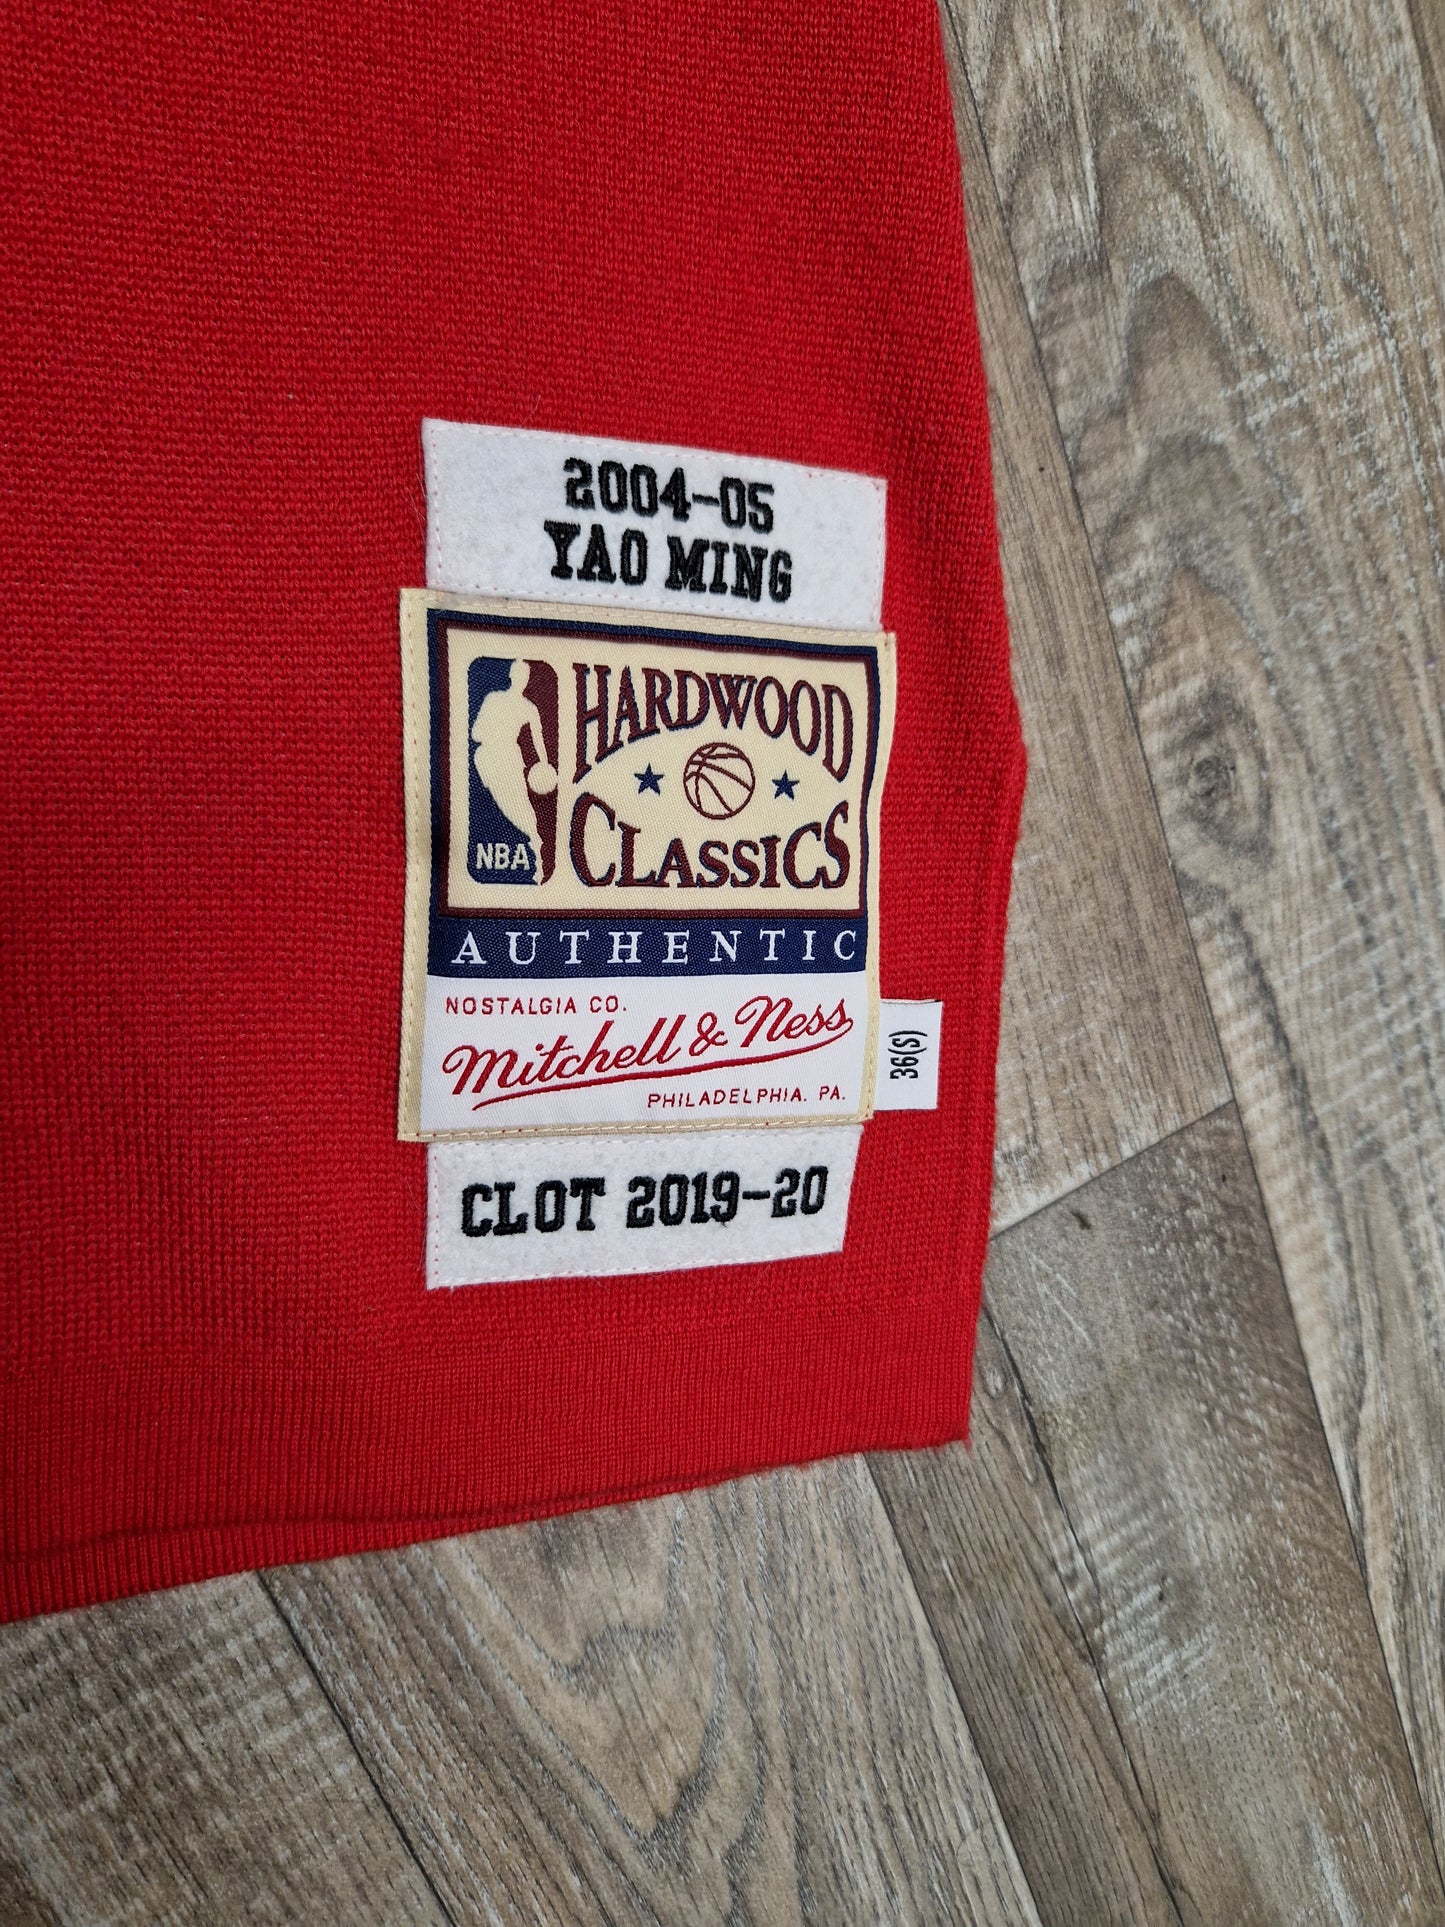 2004-05
YAO MING
HARDWOOD
CLASSICS
NBA
AUTHENTIC
NOSTALGIA CO.
Mitchell & Ness
PHILADELPHIA. PA.
36(S)
CLOT 2019-20